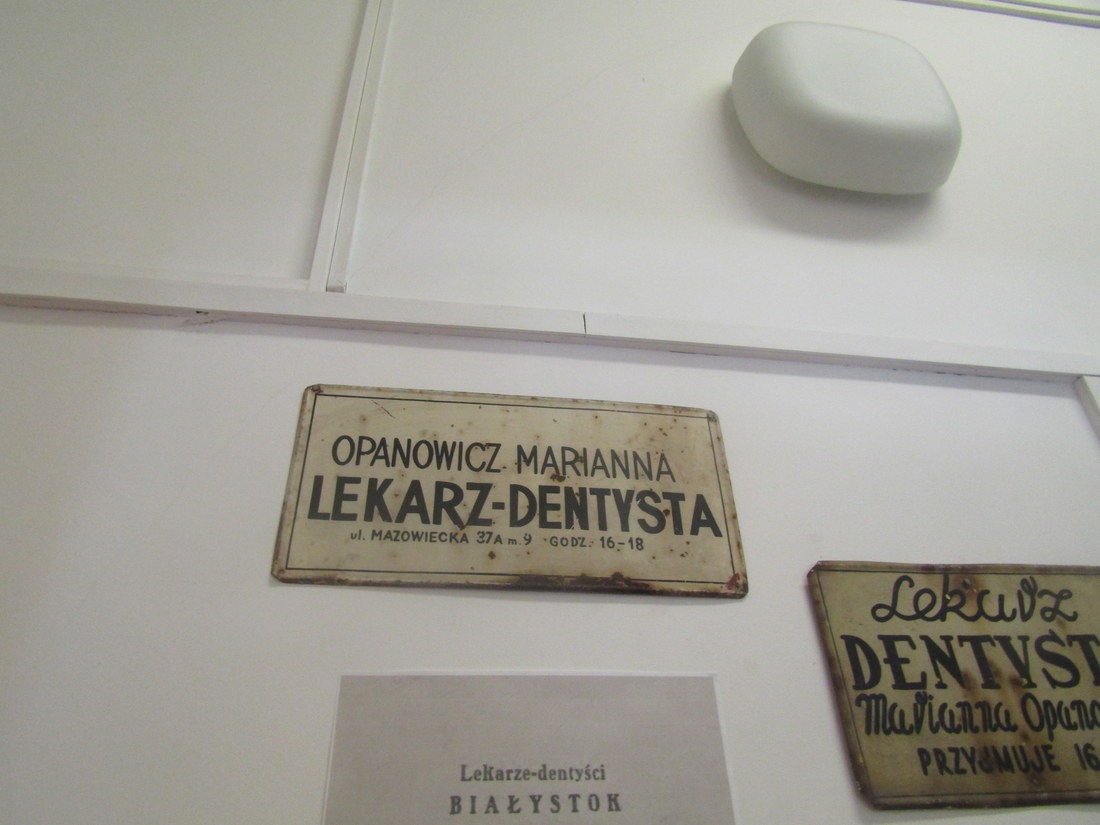 OPANOWICZ MARIANNA
LEKARZ-DENTYSTA
ul. MAZOWIECKA 37A m. 9 GODZ. 16-18
Lekarz
DENTYST
Marianna Opano
PRZYJMUJE 16
Lekarze-dentyści
BIAŁYSTOK